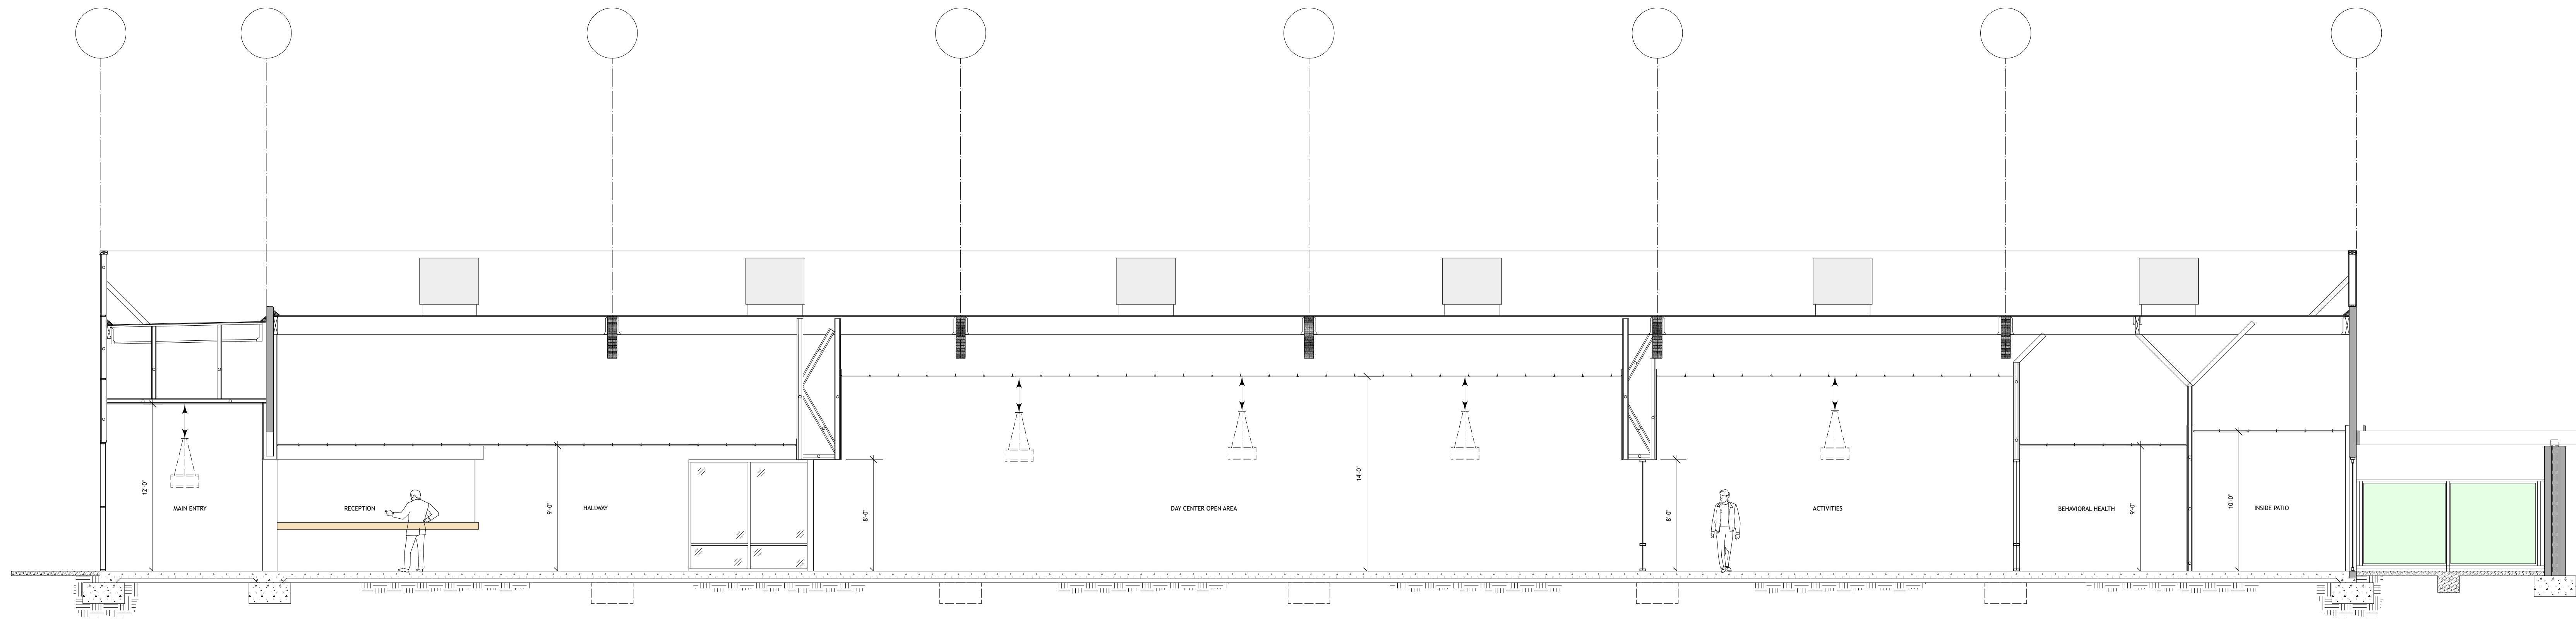 12'-0"
MAIN ENTRY
RECEPTION
9'-0"
HALLWAY
8'-0"
DAY CENTER OPEN AREA
14'-0"
8'-0"
ACTIVITIES
BEHAVIORAL HEALTH
9'-0"
10'-0"
INSIDE PATIO